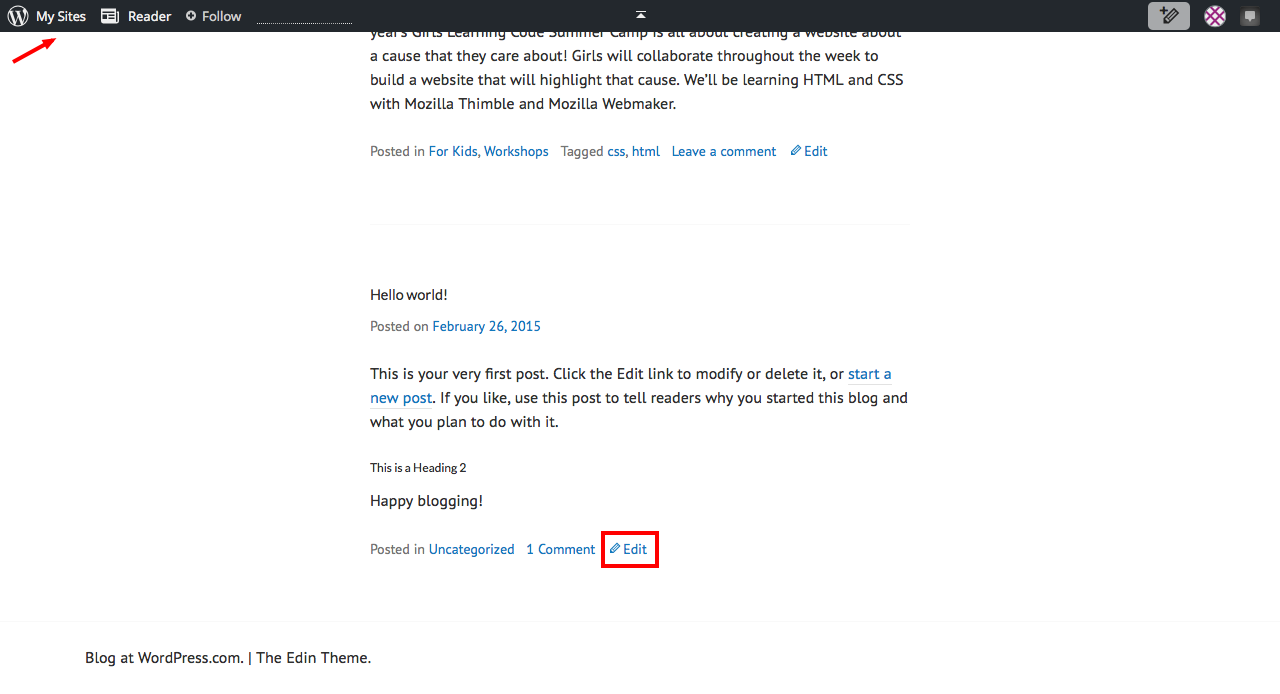 My Sites Reader Follow
year's Girls Learning Code Summer Camp is all about creating a website about
a cause that they care about! Girls will collaborate throughout the week to
build a website that will highlight that cause. We'll be learning HTML and CSS
with Mozilla Thimble and Mozilla Webmaker.
Posted in For Kids, Workshops Tagged css, html Leave a comment Edit
Hello world!
Posted on February 26, 2015
This is your very first post. Click the Edit link to modify or delete it, or start a
new post. If you like, use this post to tell readers why you started this blog and
what you plan to do with it.
This is a Heading 2
Happy blogging!
Posted in Uncategorized 1 Comment Edit
Blog at WordPress.com. | The Edin Theme.